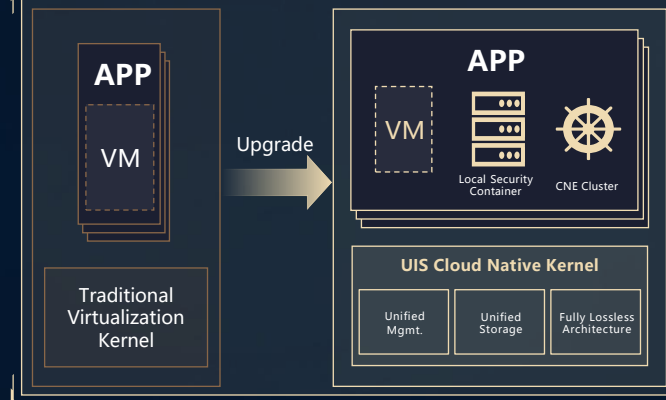 APP
VM
Traditional
Virtualization
Kernel
Upgrade
APP
VM
Local Security
Container
CNE Cluster
UIS Cloud Native Kernel
Unified
Mgmt.
Unified
Storage
Fully Lossless
Architecture